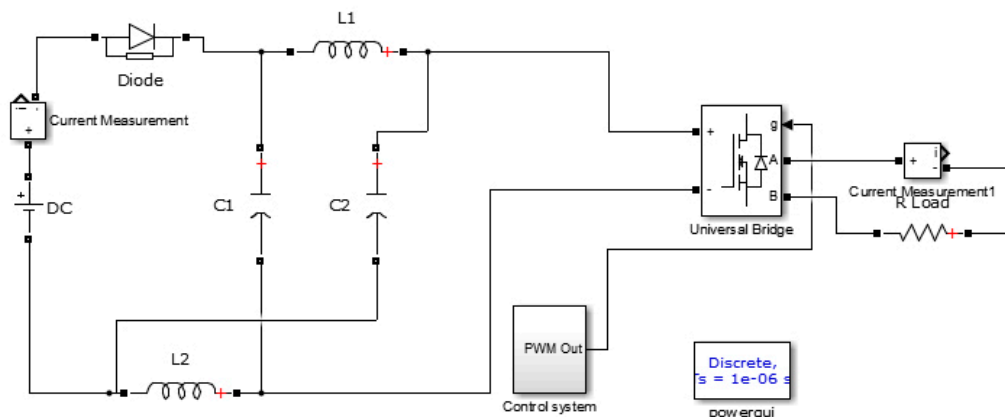 L1
Diode
i
+
Current Measurement
+
DC
C1
C2
+
-
g
A
B
Universal Bridge
+
i
-
Current Measurement1
R Load
L2
PWM Out
Control system
Discrete,
Ts = 1e-06 s
powergui